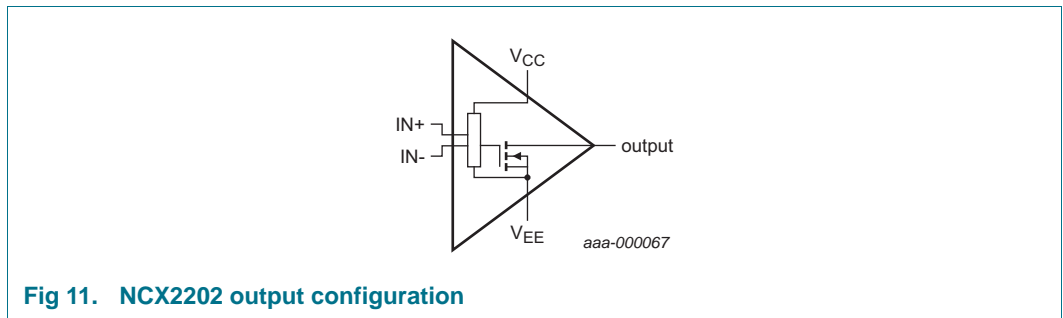 VCC
IN+
IN-
output
VEE
aaa-000067
Fig 11. NCX2202 output configuration